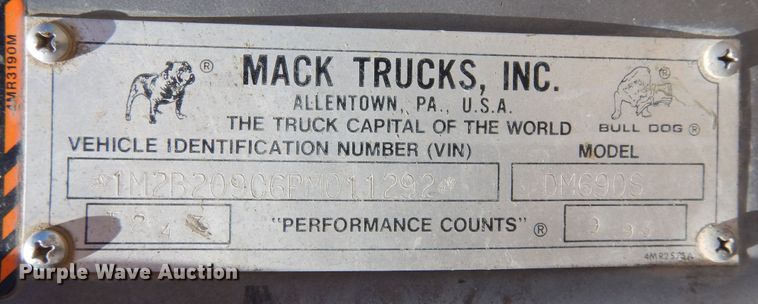 4MR3190M
MACK TRUCKS, INC.
ALLENTOWN, PA., U.S.A.
THE TRUCK CAPITAL OF THE WORLD
BULL DOG ®
VEHICLE IDENTIFICATION NUMBER (VIN)
MODEL
*1M2B209C6PM011292*
DM690S
"PERFORMANCE COUNTS" ®
Purple Wave Auction